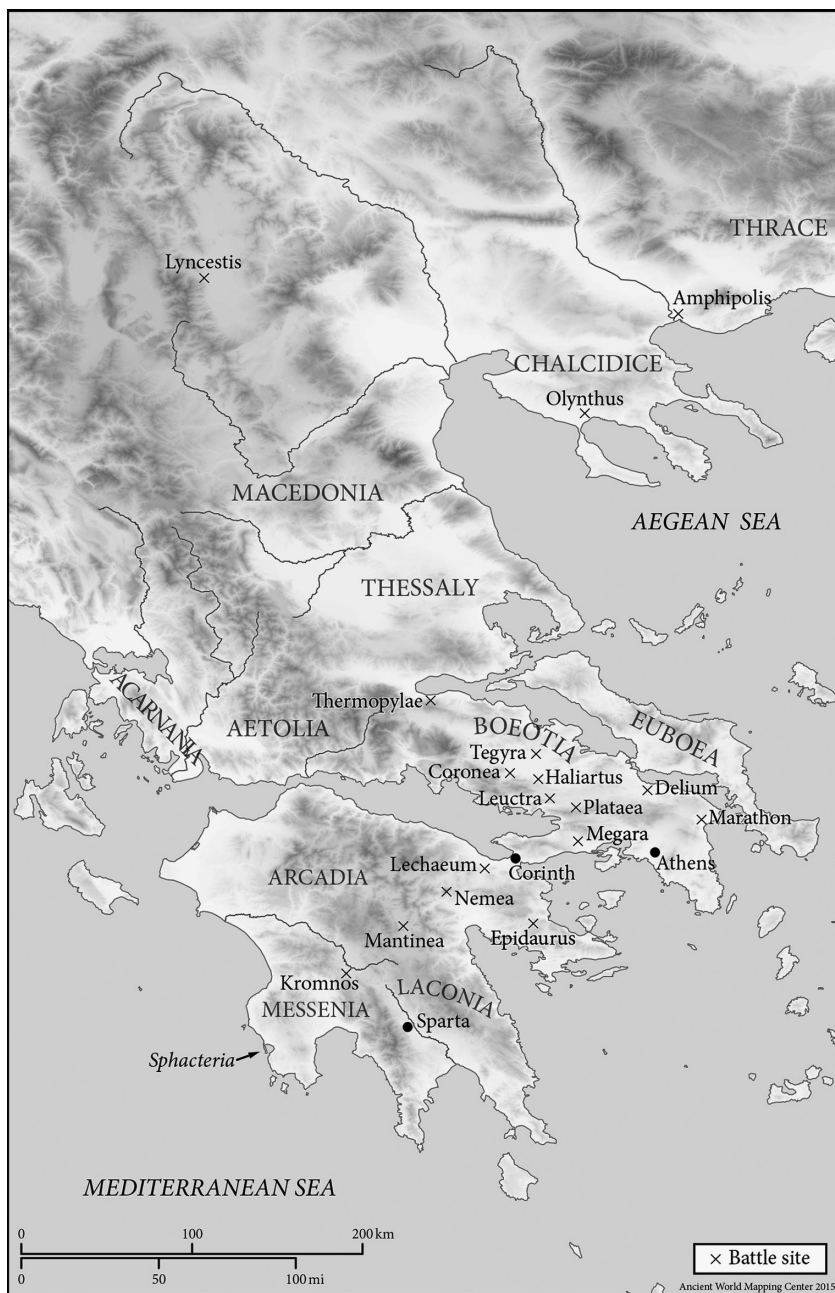 THRACE
Lyncestis
Amphipolis
CHALCIDICE
Olynthus
MACEDONIA
AEGEAN SEA
THESSALY
ACARNANIA
Thermopylae
AETOLIA
BOEOTIA
EUBOEA
Tegyra
Coronea
Haliartus
Delium
Leuctra
Plataea
Marathon
Megara
Athens
Lechaeum
Corinth
ARCADIA
Nemea
Mantinea
Epidaurus
Kromnos
LACONIA
MESSENIA
Sparta
Sphacteria
MEDITERRANEAN SEA
0 100 200 km
0 50 100 mi
× Battle site
Ancient World Mapping Center 2015